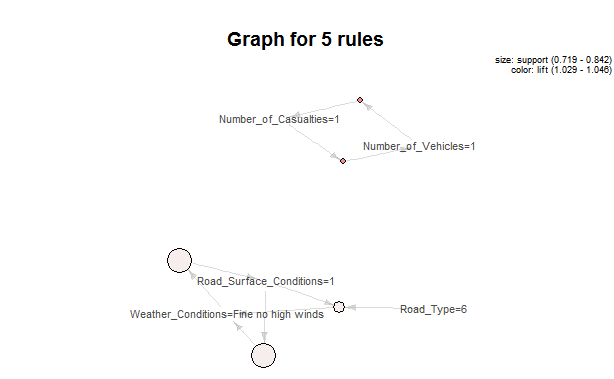 Graph for 5 rules
size: support (0.719 - 0.842)
color: lift (1.029 - 1.046)
Number_of_Casualties=1
Number_of_Vehicles=1
Road_Surface_Conditions=1
Weather_Conditions=Fine no high winds
Road_Type=6